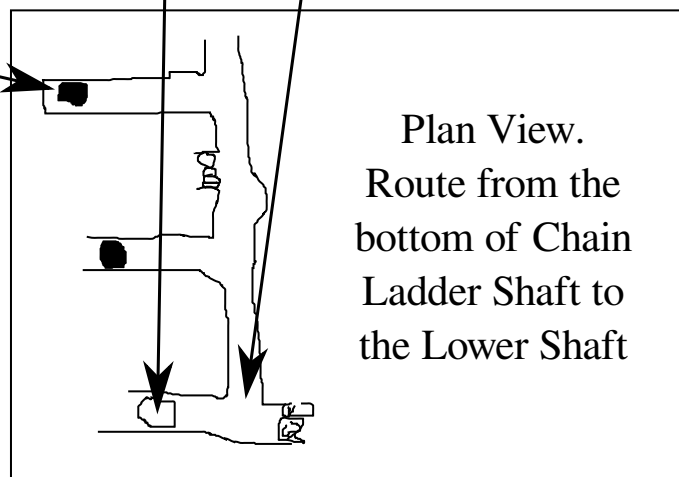 Plan View.
Route from the
bottom of Chain
Ladder Shaft to
the Lower Shaft